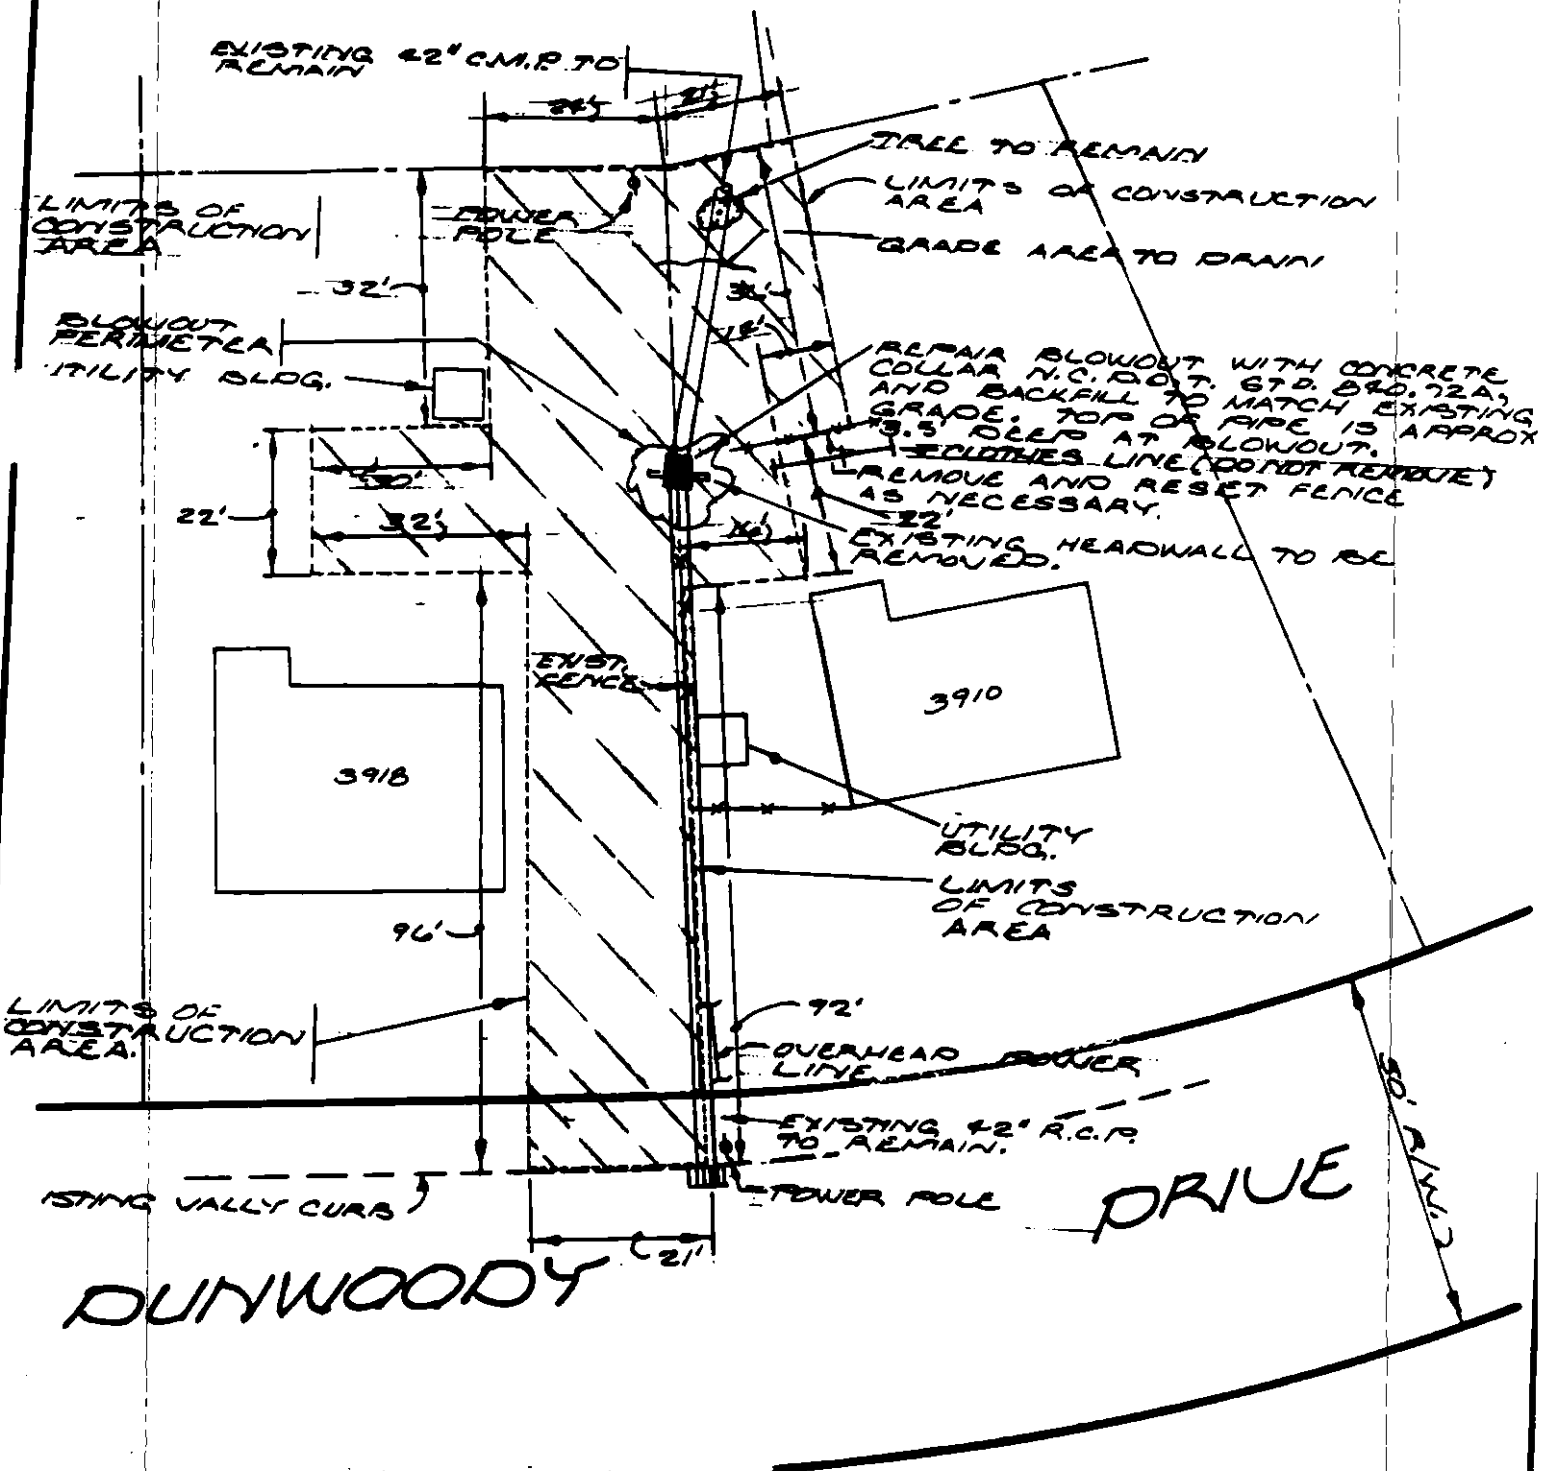 EXISTING 42" C.M.P. TO
REMAIN
24'
21'
TREE TO REMAIN
LIMITS OF CONSTRUCTION
AREA
LIMITS OF
CONSTRUCTION
AREA
POWER
POLE
GRADE AREA TO DRAIN
32'
BLOWOUT
PERIMETER
UTILITY BLDG.
REPAIR BLOWOUT WITH CONCRETE
COLLAR N.C.D.O.T. STD. 840.72A,
AND BACKFILL TO MATCH EXISTING
GRADE. TOP OF PIPE IS APPROX
3.5' DEEP AT BLOWOUT.
CLOTHES LINE (DO NOT REMOVE)
REMOVE AND RESET FENCE
AS NECESSARY.
22'
EXISTING HEADWALL TO BE
REMOVED.
30'
22'
32'
16'
EXIST.
FENCE
3910
3918
UTILITY
BLDG.
LIMITS
OF CONSTRUCTION
AREA
96'
LIMITS OF
CONSTRUCTION
AREA.
92'
OVERHEAD POWER
LINE
EXISTING 42" R.C.P.
TO REMAIN.
ISTING VALLY CURB
POWER POLE
21'
50' R/W.
DUNWOODY DRIVE